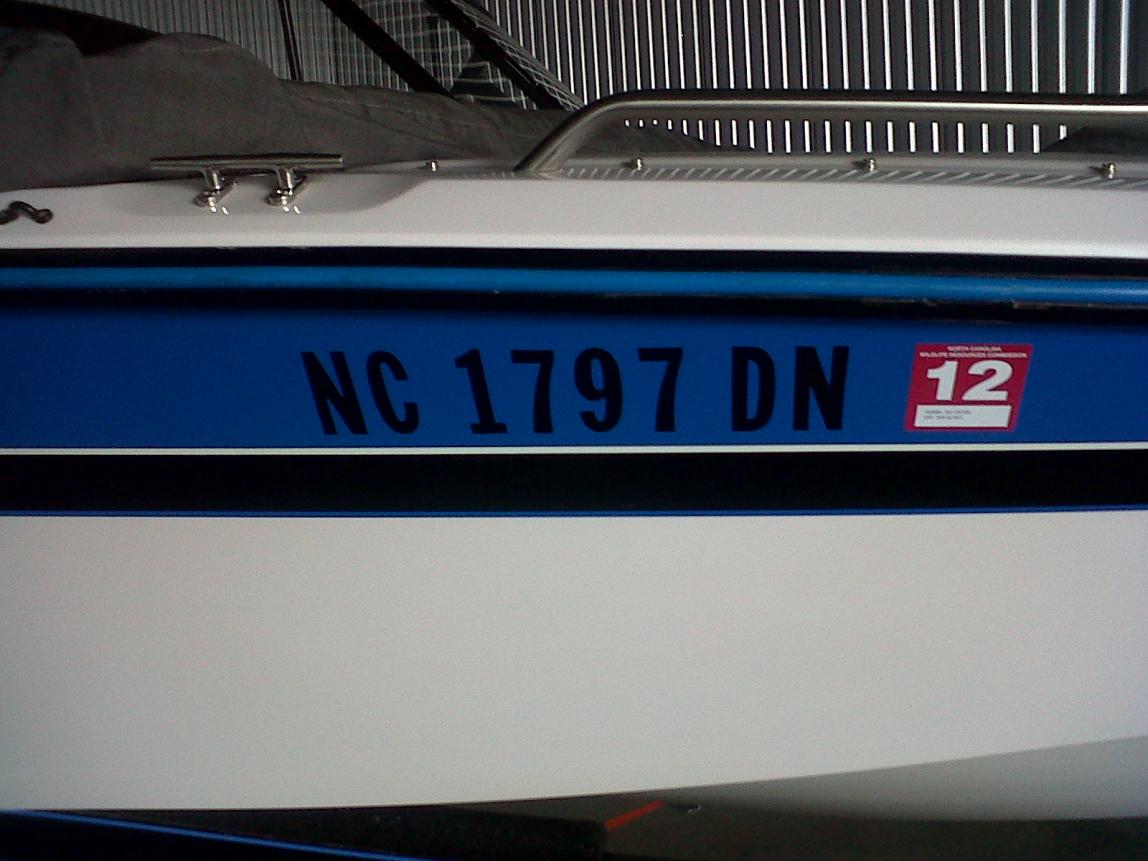 NC 1797 DN
NORTH CAROLINA
WILDLIFE RESOURCES COMMISSION
12